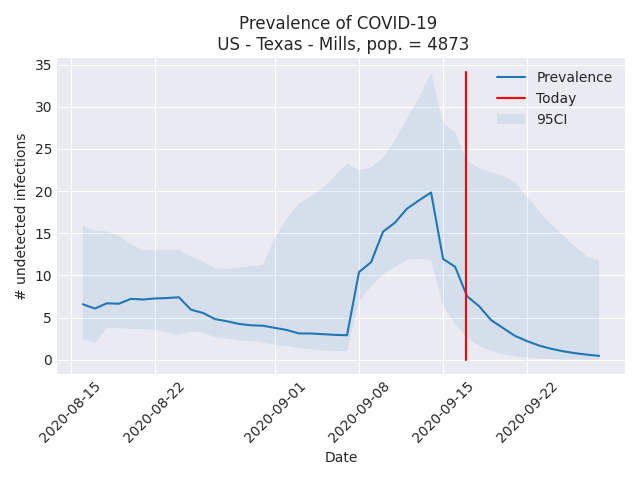 Prevalence of COVID-19
US - Texas - Mills, pop. = 4873
# undetected infections
35
30
25
20
15
10
5
0
Prevalence
Today
95CI
2020-08-15
2020-08-22
2020-09-01
2020-09-08
2020-09-15
2020-09-22
Date